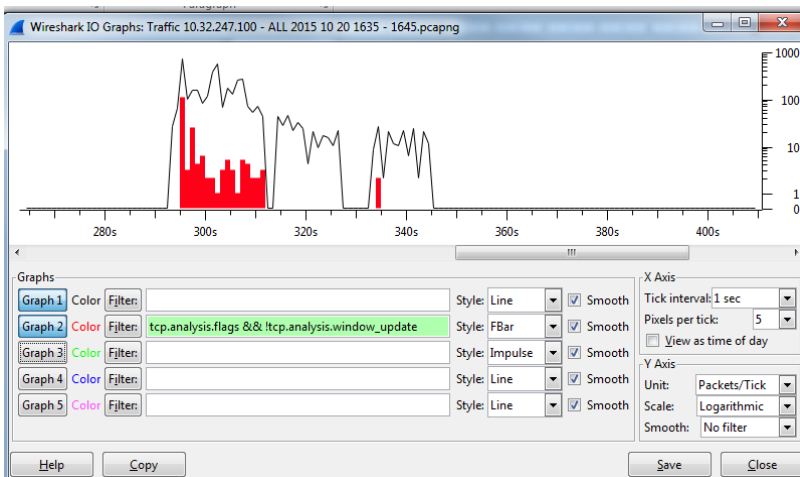 Wireshark IO Graphs: Traffic 10.32.247.100 - ALL 2015 10 20 1635 - 1645.pcapng
1000
100
10
1
0
280s 300s 320s 340s 360s 380s 400s
Graphs
Graph 1 Color Filter: Style: Line Smooth
Graph 2 Color Filter: tcp.analysis.flags && !tcp.analysis.window_update Style: FBar Smooth
Graph 3 Color Filter: Style: Impulse Smooth
Graph 4 Color Filter: Style: Line Smooth
Graph 5 Color Filter: Style: Line Smooth
X Axis
Tick interval: 1 sec
Pixels per tick: 5
View as time of day
Y Axis
Unit: Packets/Tick
Scale: Logarithmic
Smooth: No filter
Help Copy Save Close